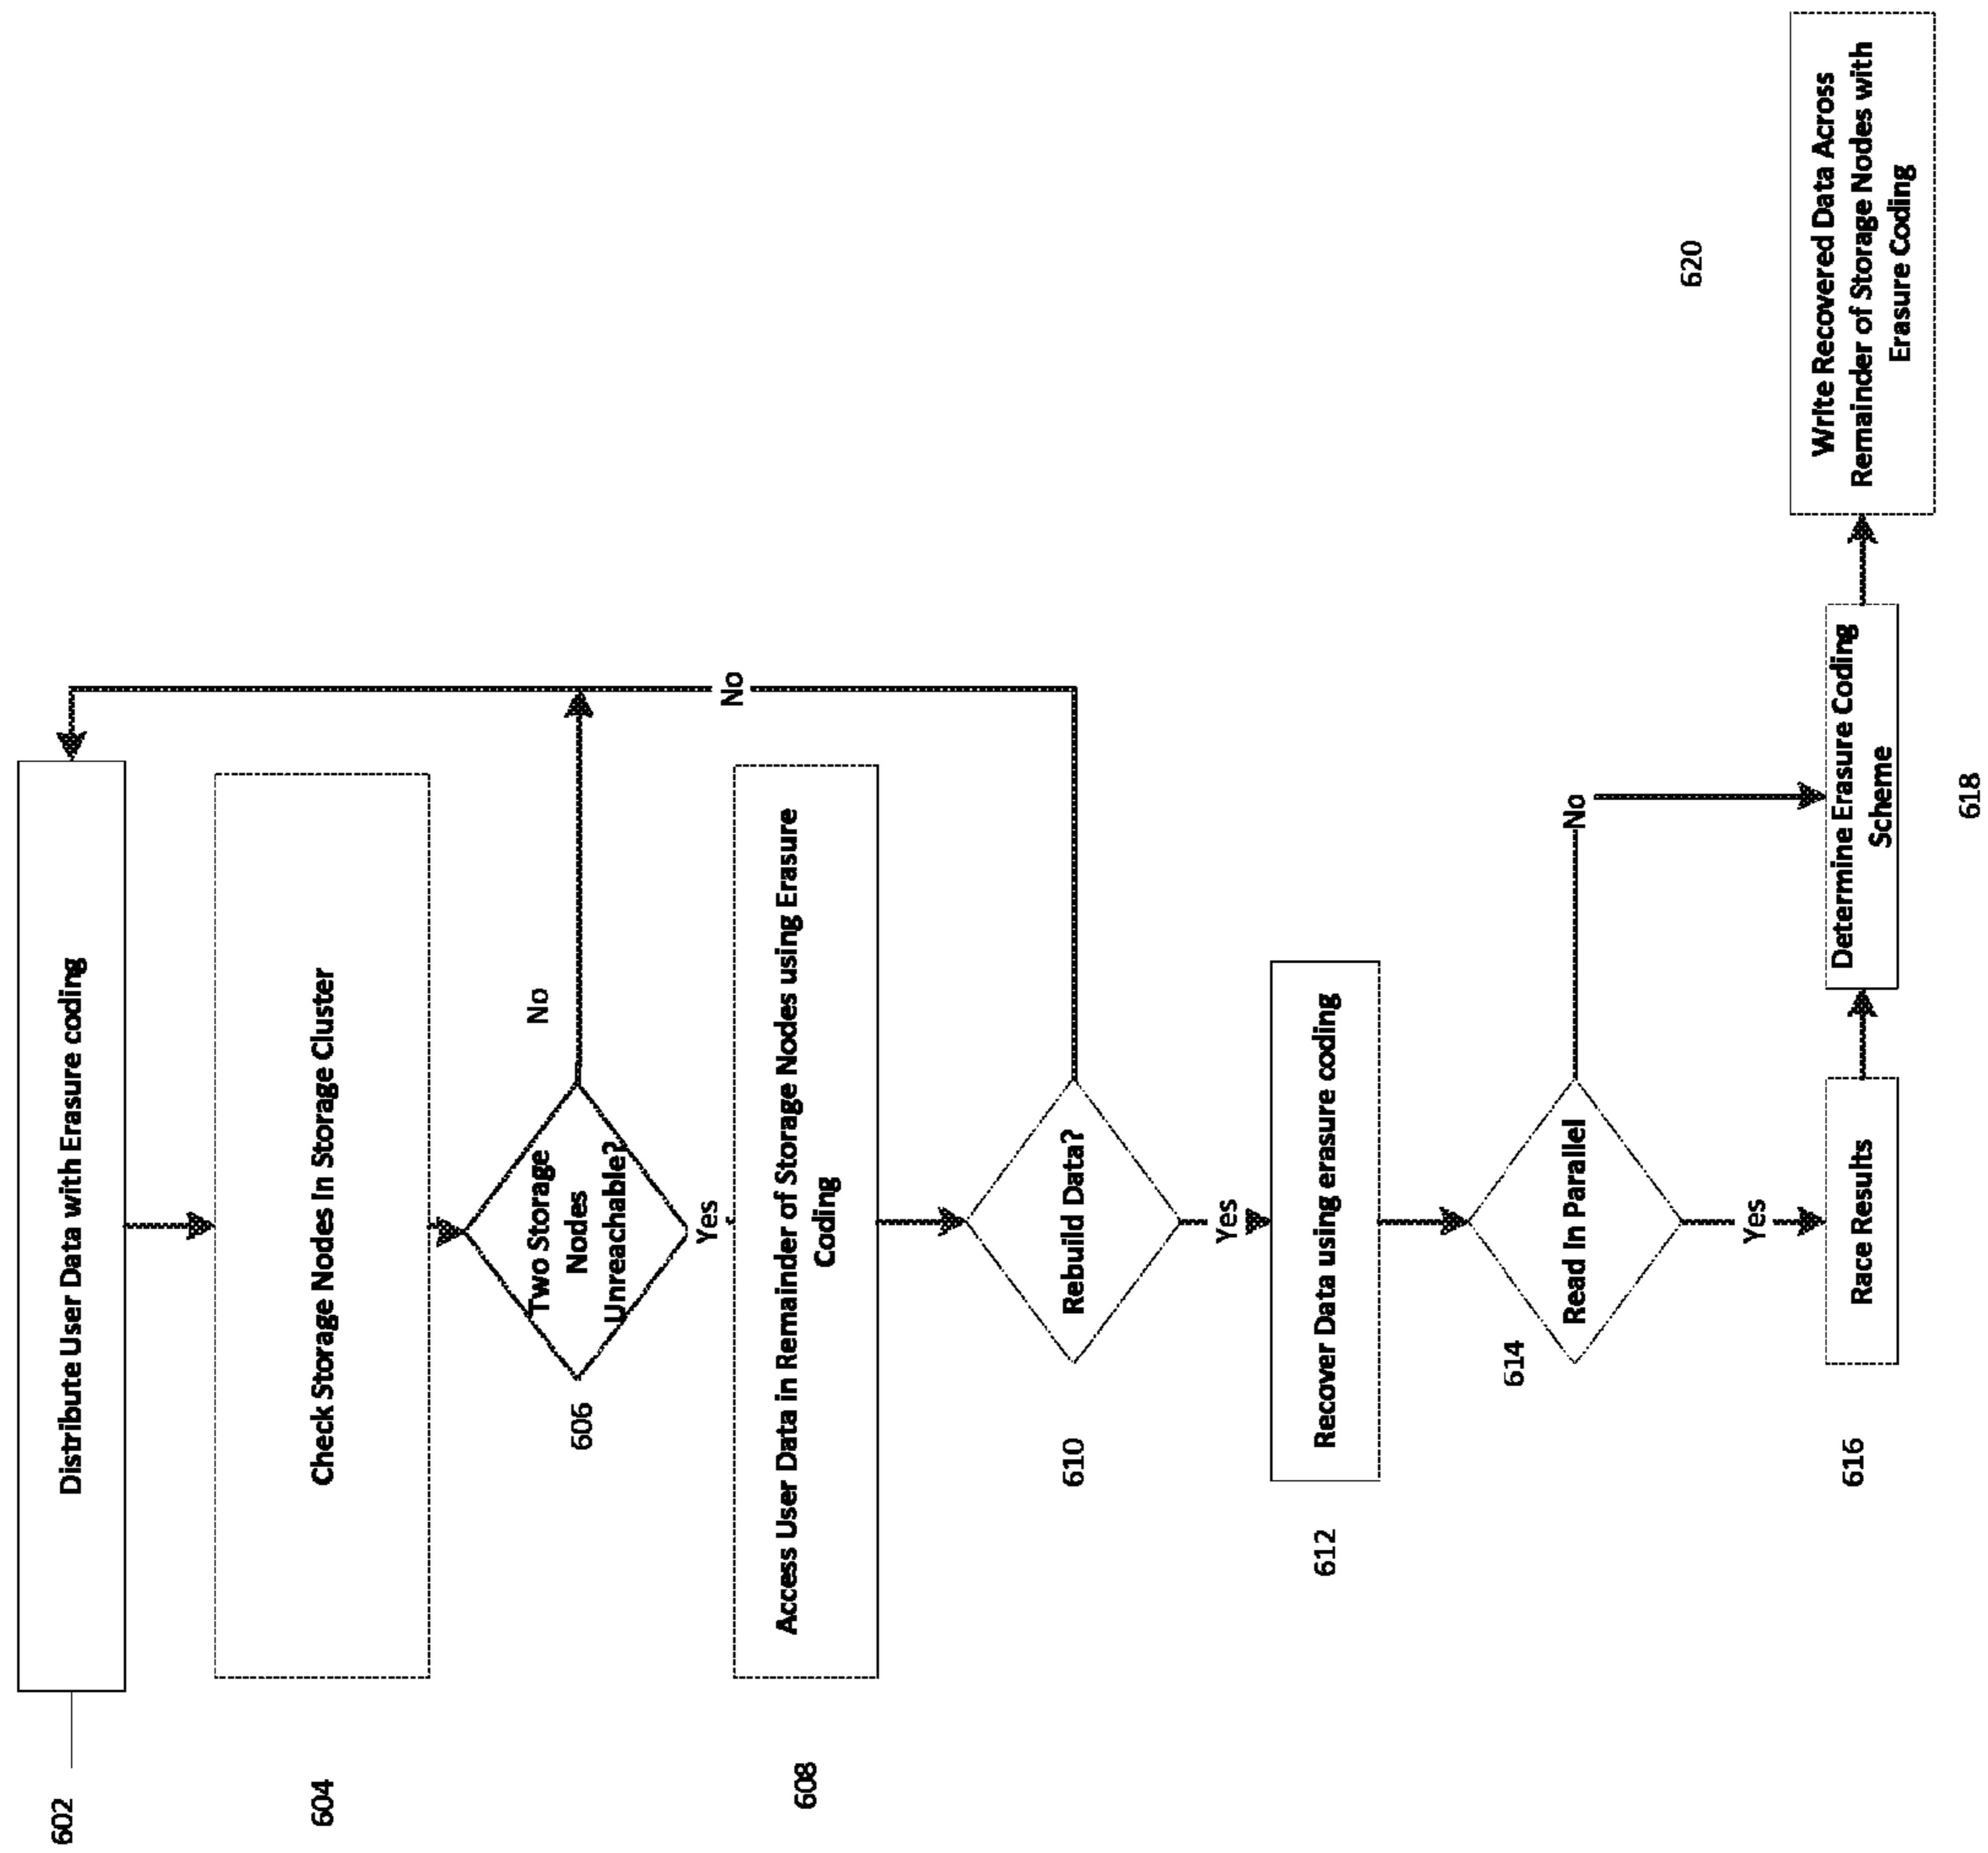 602
Distribute User Data with Erasure coding
604
Check Storage Nodes In Storage Cluster
606
Two Storage
Nodes
Unreachable?
No
Yes
608
Access User Data in Remainder of Storage Nodes using Erasure
Coding
No
610
Rebuild Data?
Yes
612
Recover Data using erasure coding
614
Read In Parallel
No
Yes
616
Race Results
Determine Erasure Coding
Scheme
618
620
Write Recovered Data Across
Remainder of Storage Nodes with
Erasure Coding